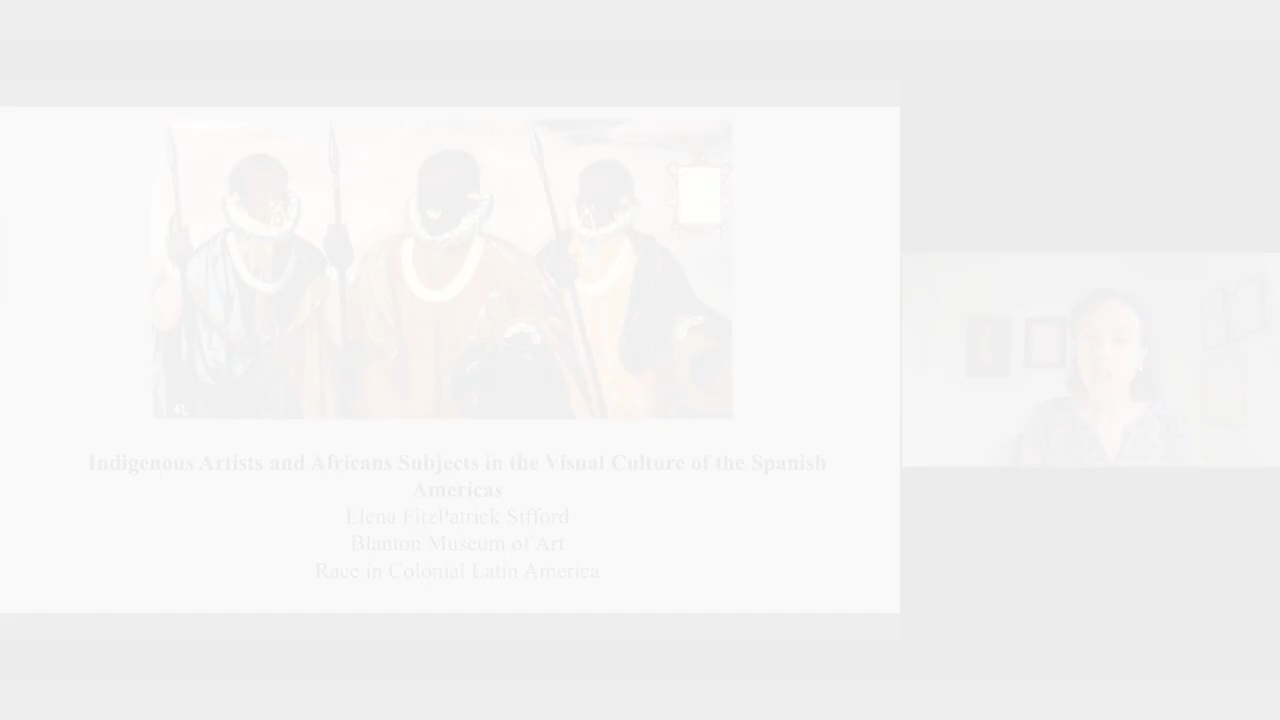 Indigenous Artists and Africans Subjects in the Visual Culture of the Spanish
Americas
Elena FitzPatrick Sifford
Blanton Museum of Art
Race in Colonial Latin America